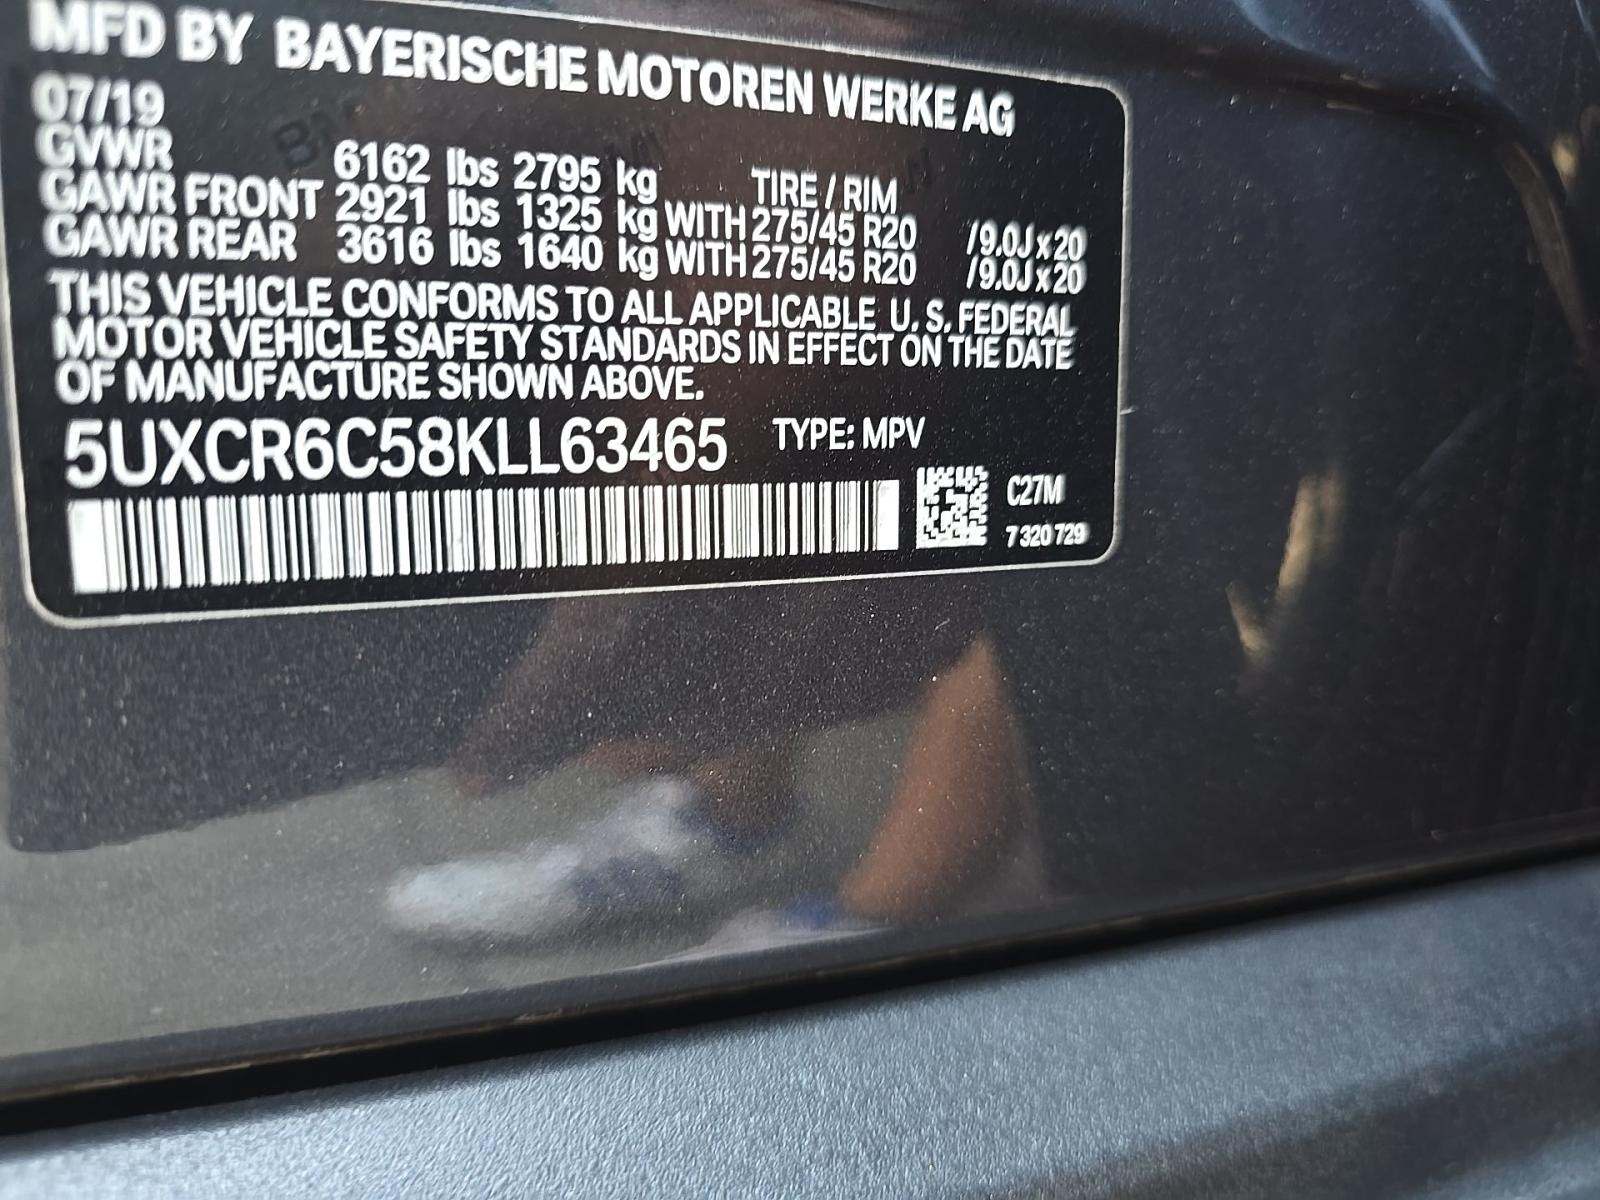 MFD BY BAYERISCHE MOTOREN WERKE AG
07/19
GVWR 6162 lbs 2795 kg TIRE / RIM
GAWR FRONT 2921 lbs 1325 kg WITH 275/45 R20 /9.0J x 20
GAWR REAR 3616 lbs 1640 kg WITH 275/45 R20 /9.0J x 20
THIS VEHICLE CONFORMS TO ALL APPLICABLE U. S. FEDERAL
MOTOR VEHICLE SAFETY STANDARDS IN EFFECT ON THE DATE
OF MANUFACTURE SHOWN ABOVE.
5UXCR6C58KLL63465 TYPE: MPV
C27M
7 320 729